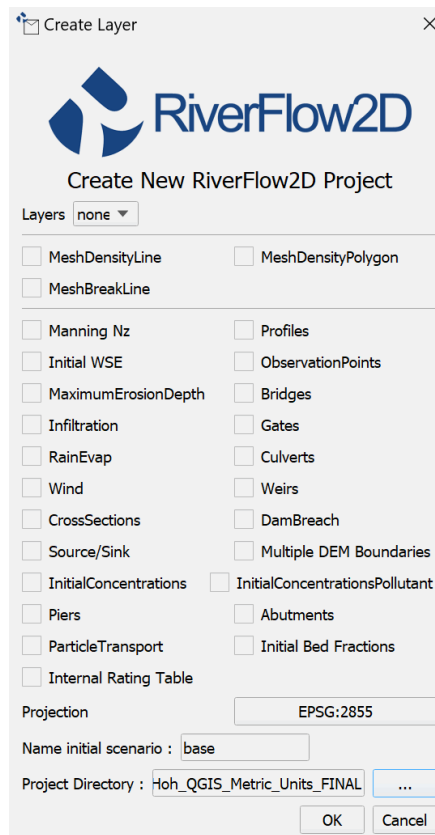 Create Layer
RiverFlow2D
Create New RiverFlow2D Project
Layers none
MeshDensityLine MeshDensityPolygon
MeshBreakLine
Manning Nz Profiles
Initial WSE ObservationPoints
MaximumErosionDepth Bridges
Infiltration Gates
RainEvap Culverts
Wind Weirs
CrossSections DamBreach
Source/Sink Multiple DEM Boundaries
InitialConcentrations InitialConcentrationsPollutant
Piers Abutments
ParticleTransport Initial Bed Fractions
Internal Rating Table
Projection EPSG:2855
Name initial scenario : base
Project Directory : Hoh_QGIS_Metric_Units_FINAL ...
OK Cancel